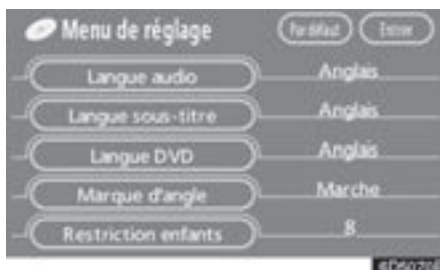 Menu de réglage
Par défaut
Entrer
Langue audio Anglais
Langue sous-titre Anglais
Langue DVD Anglais
Marque d'angle Marche
Restriction enfants 8